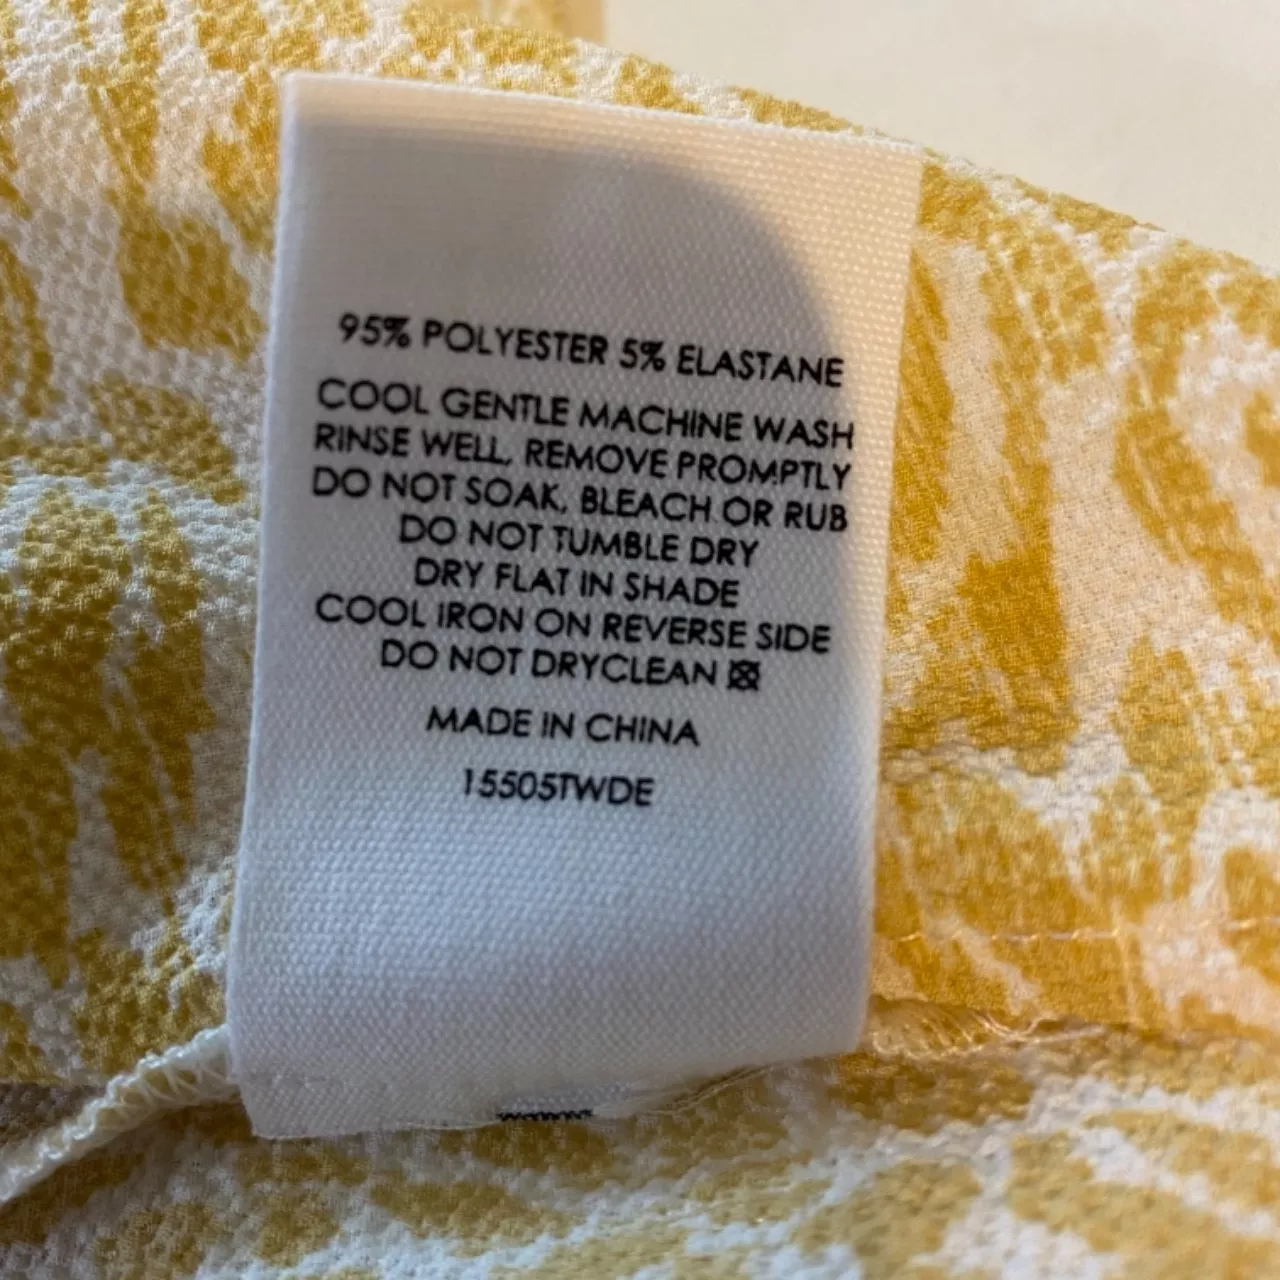 95% POLYESTER 5% ELASTANE
COOL GENTLE MACHINE WASH
RINSE WELL, REMOVE PROMPTLY
DO NOT SOAK, BLEACH OR RUB
DO NOT TUMBLE DRY
DRY FLAT IN SHADE
COOL IRON ON REVERSE SIDE
DO NOT DRYCLEAN
MADE IN CHINA
15505TWDE